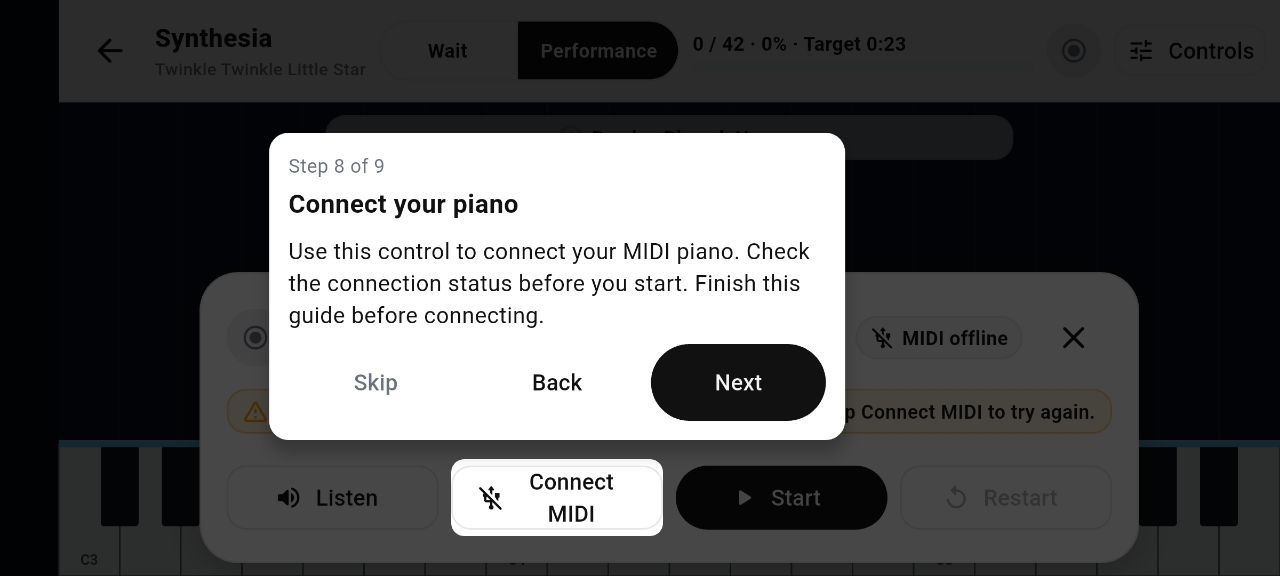 Synthesia
Twinkle Twinkle Little Star
Wait
Performance
0 / 42 · 0% · Target 0:23
Controls
Step 8 of 9
Connect your piano
Use this control to connect your MIDI piano. Check
the connection status before you start. Finish this
guide before connecting.
Skip
Back
Next
MIDI offline
Connect MIDI to try again.
Listen
Connect
MIDI
Start
Restart
C3